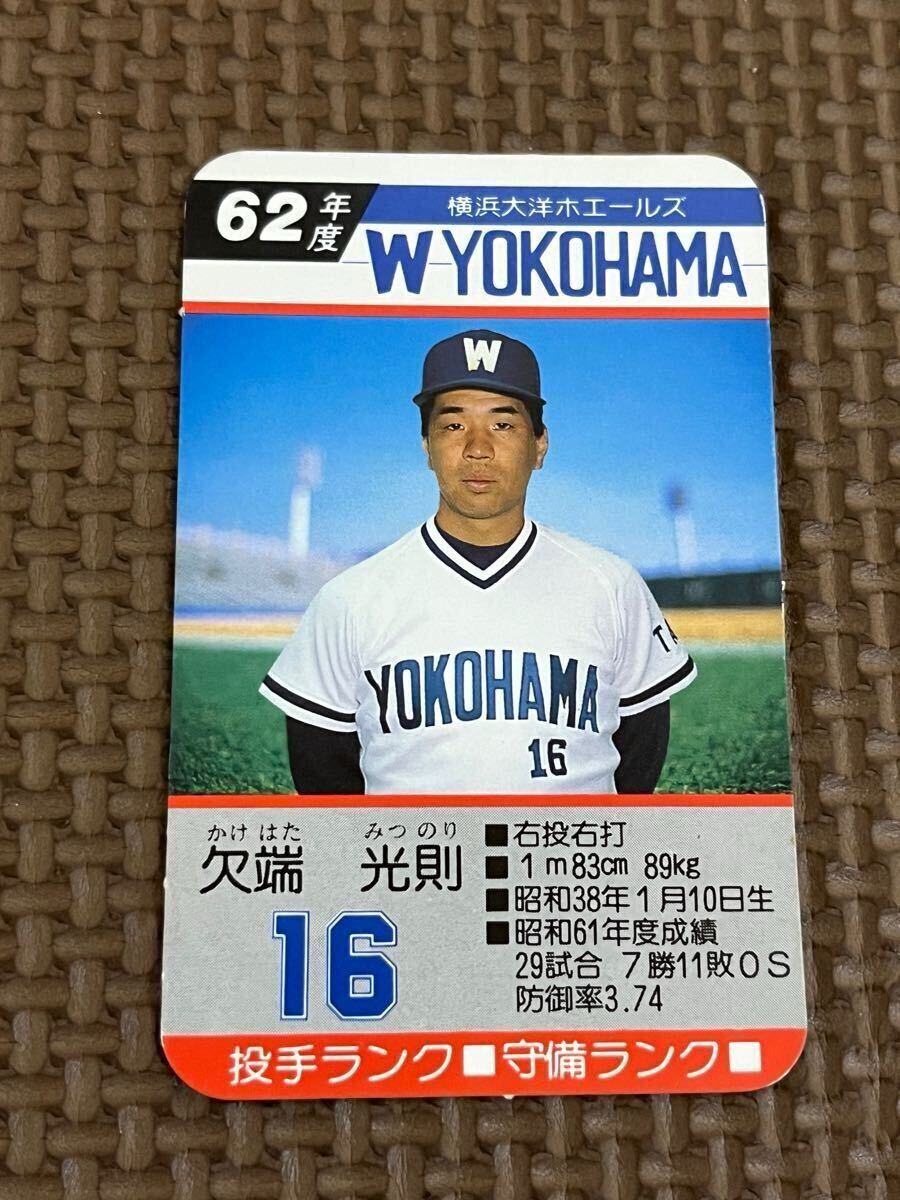 62年度
横浜大洋ホエールズ
W YOKOHAMA
W
TA
YOKOHAMA
16
かけ はた みつ のり
欠端 光則
16
■右投右打
■1m83cm 89kg
■昭和38年1月10日生
■昭和61年度成績
29試合 7勝11敗0S
防御率3.74
投手ランク■守備ランク■